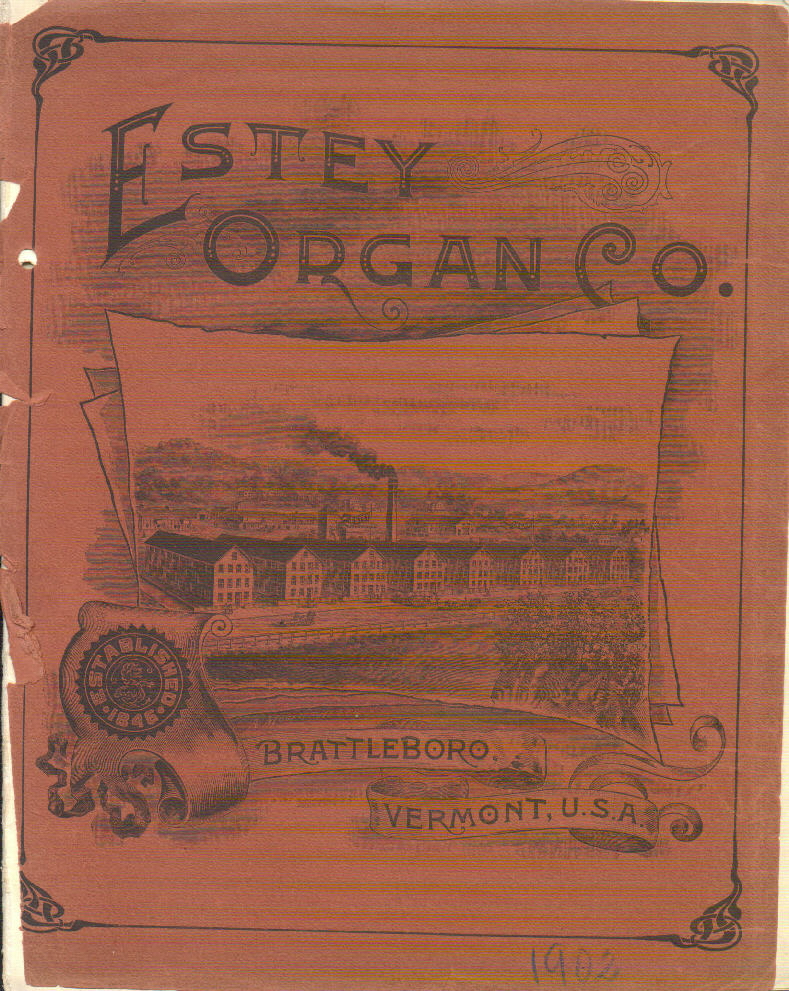 ESTEY
ORGAN CO.
ESTABLISHED
• 1846 •
BRATTLEBORO.
VERMONT, U.S.A.
1902